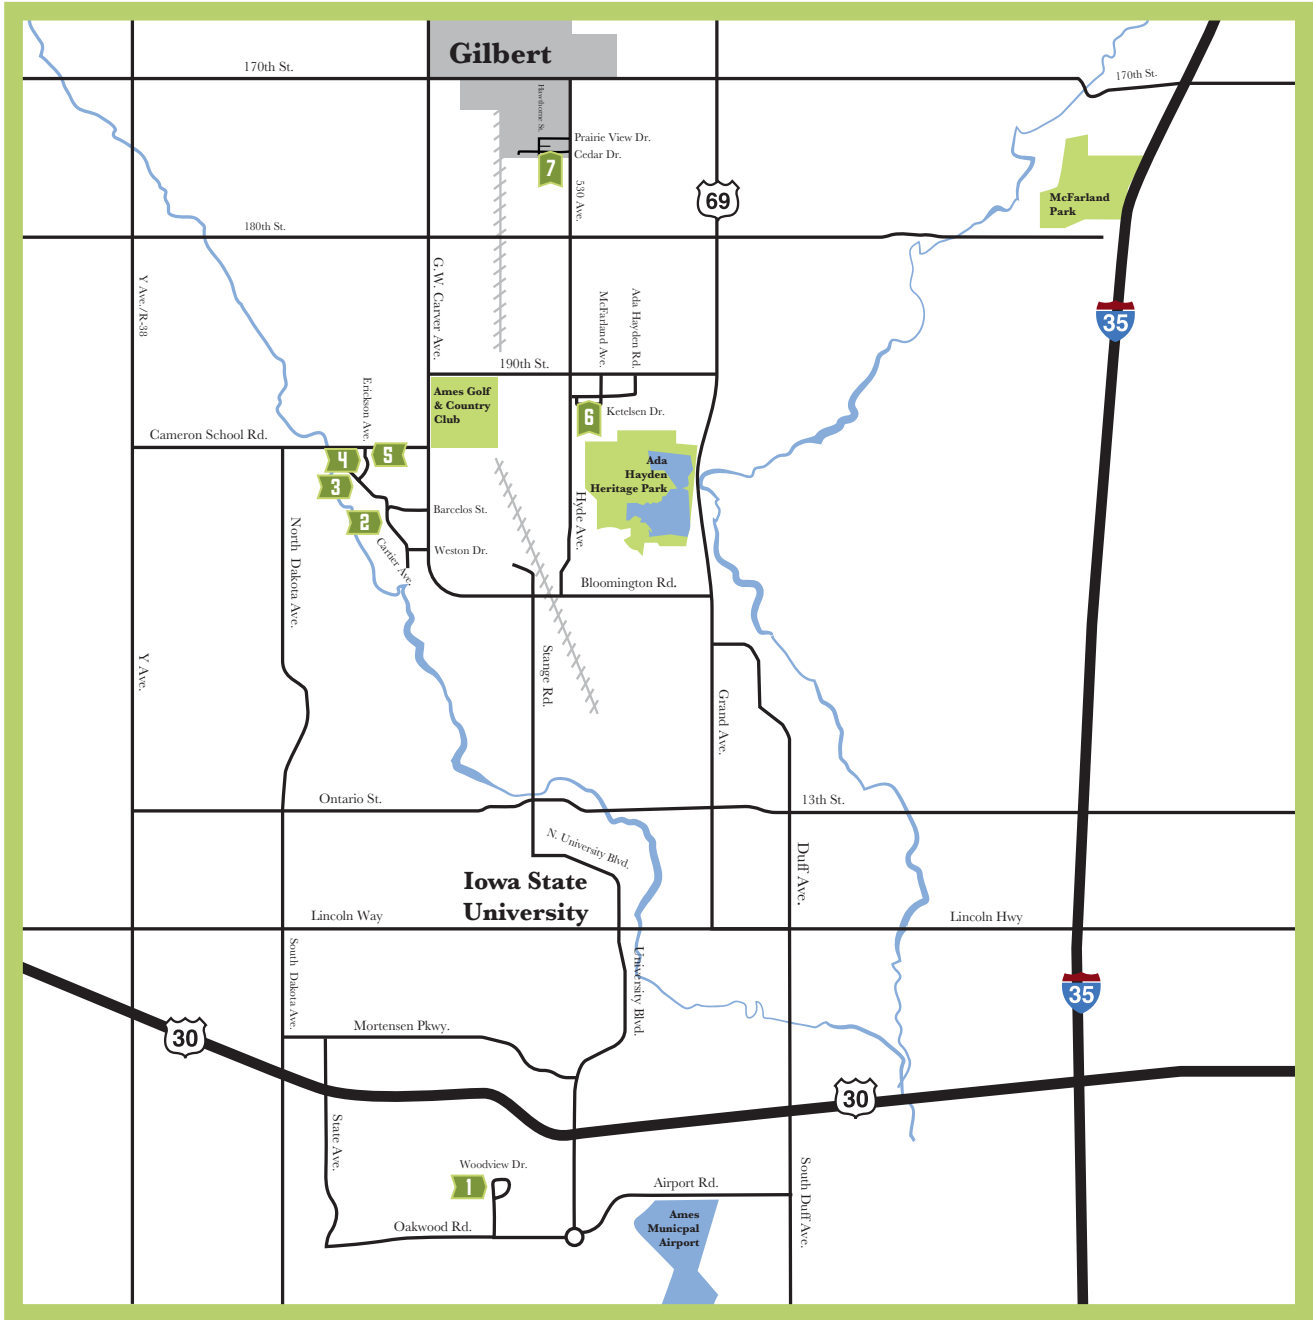 Gilbert
170th St.
170th St.
Hawthorne St.
Prairie View Dr.
Cedar Dr.
7
530 Ave.
69
McFarland
Park
180th St.
Y Ave./R-38
G.W. Carver Ave.
McFarland Ave.
Ada Hayden Rd.
35
190th St.
Erickson Ave.
Ames Golf
& Country
Club
6
Ketelsen Dr.
Cameron School Rd.
4
5
3
2
Ada
Hayden
Heritage Park
Hyde Ave.
Barcelos St.
Weston Dr.
Cartier Ave.
North Dakota Ave.
Bloomington Rd.
Y Ave.
Stange Rd.
Grand Ave.
Ontario St.
13th St.
N. University Blvd.
Duff Ave.
Iowa State
University
Lincoln Way
Lincoln Hwy
South Dakota Ave.
University Blvd.
35
30
Mortensen Pkwy.
30
State Ave.
Woodview Dr.
1
Airport Rd.
South Duff Ave.
Oakwood Rd.
Ames
Municpal
Airport